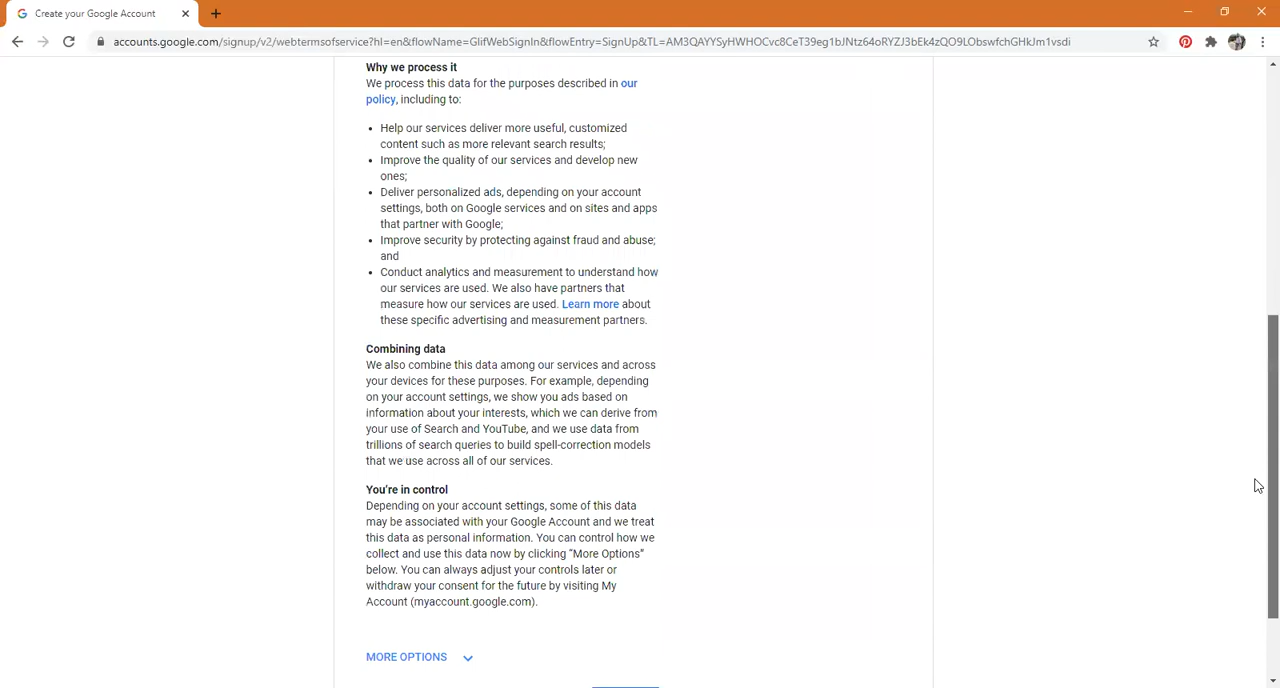 Create your Google Account
accounts.google.com/signup/v2/webtermsofservice?hl=en&flowName=GlifWebSignIn&flowEntry=SignUp&TL=AM3QAYYSyHWHOCvc8CeT39eg1bJNtz64oRYZJ3bEk4zQO9LObswfchGHkJm1vsdi
Why we process it
We process this data for the purposes described in our
policy, including to:
• Help our services deliver more useful, customized
content such as more relevant search results;
• Improve the quality of our services and develop new
ones;
• Deliver personalized ads, depending on your account
settings, both on Google services and on sites and apps
that partner with Google;
• Improve security by protecting against fraud and abuse;
and
• Conduct analytics and measurement to understand how
our services are used. We also have partners that
measure how our services are used. Learn more about
these specific advertising and measurement partners.
Combining data
We also combine this data among our services and across
your devices for these purposes. For example, depending
on your account settings, we show you ads based on
information about your interests, which we can derive from
your use of Search and YouTube, and we use data from
trillions of search queries to build spell-correction models
that we use across all of our services.
You're in control
Depending on your account settings, some of this data
may be associated with your Google Account and we treat
this data as personal information. You can control how we
collect and use this data now by clicking “More Options”
below. You can always adjust your controls later or
withdraw your consent for the future by visiting My
Account (myaccount.google.com).
MORE OPTIONS